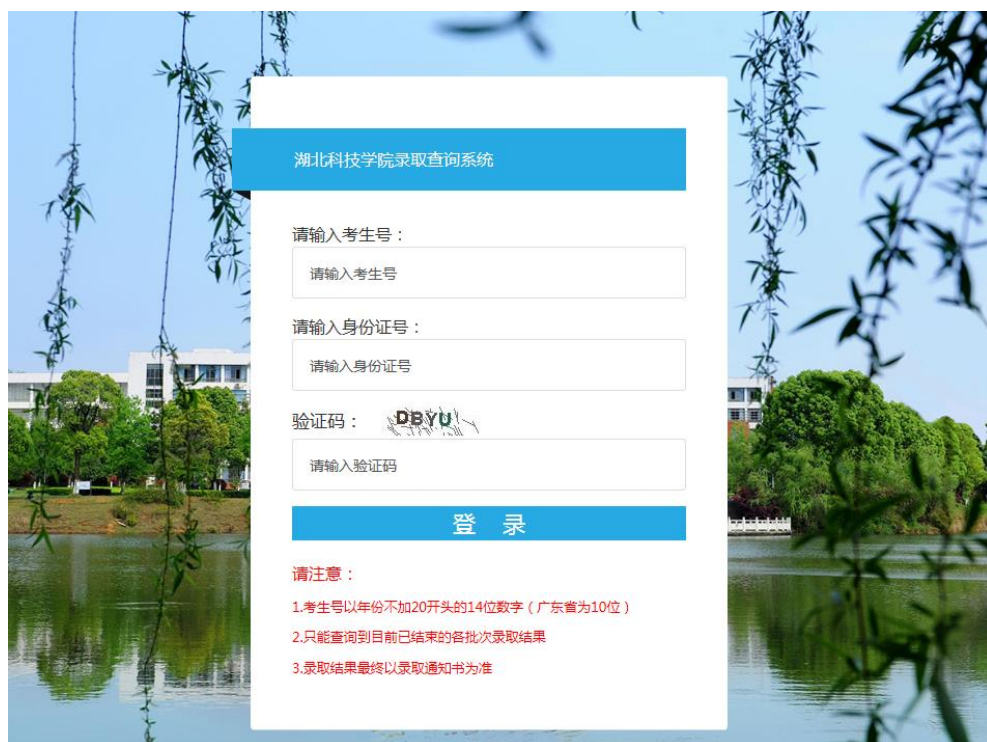 湖北科技学院录取查询系统
请输入考生号：
请输入考生号
请输入身份证号：
请输入身份证号
验证码： DBYU
请输入验证码
登 录
请注意：
1.考生号以年份不加20开头的14位数字（广东省为10位）
2.只能查询到目前已结束的各批次录取结果
3.录取结果最终以录取通知书为准